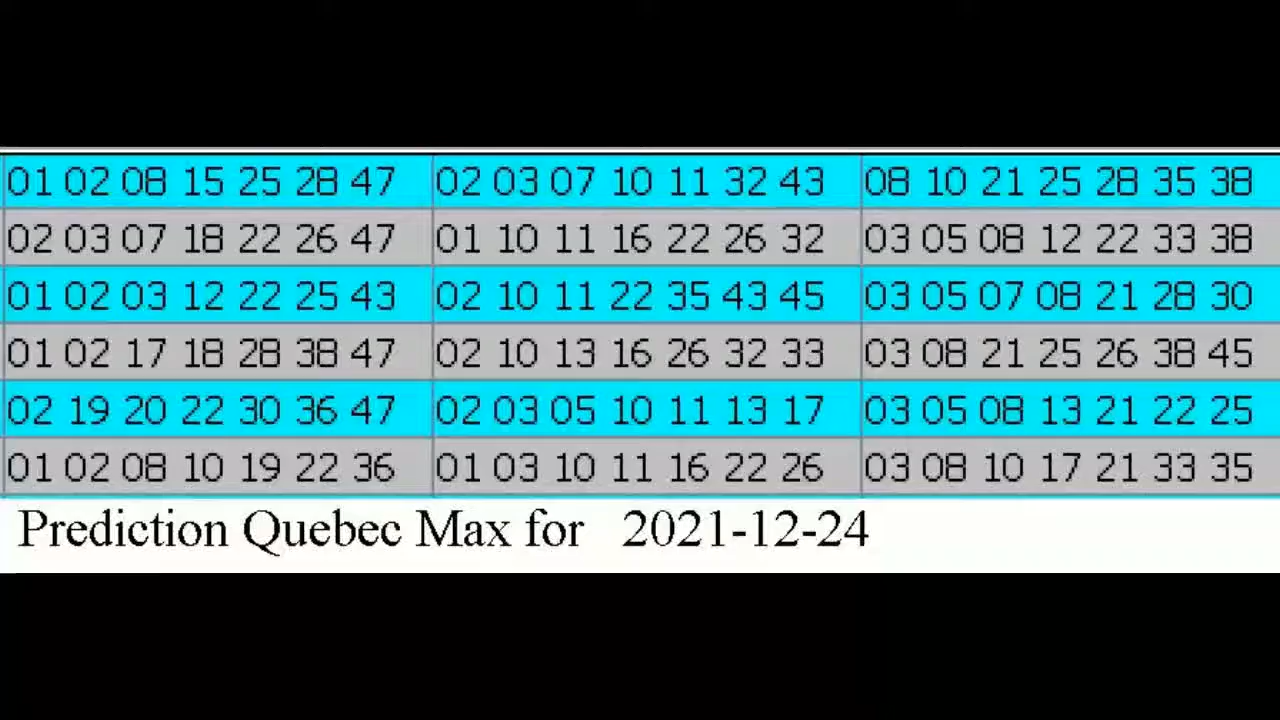 01 02 08 15 25 28 47 02 03 07 10 11 32 43 08 10 21 25 28 35 38
02 03 07 18 22 26 47 01 10 11 16 22 26 32 03 05 08 12 22 33 38
01 02 03 12 22 25 43 02 10 11 22 35 43 45 03 05 07 08 21 28 30
01 02 17 18 28 38 47 02 10 13 16 26 32 33 03 08 21 25 26 38 45
02 19 20 22 30 36 47 02 03 05 10 11 13 17 03 05 08 13 21 22 25
01 02 08 10 19 22 36 01 03 10 11 16 22 26 03 08 10 17 21 33 35
Prediction Quebec Max for 2021-12-24